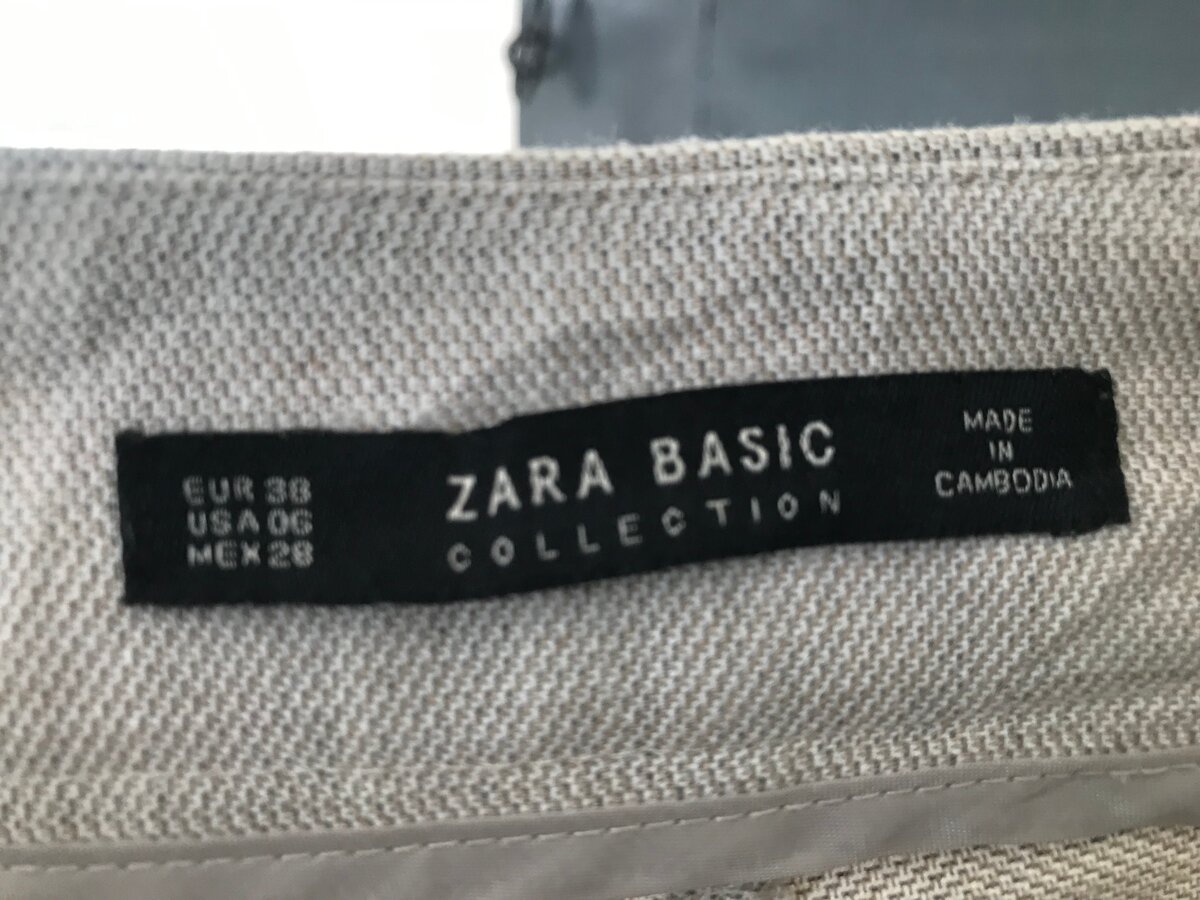 EUR 38
USA 06
MEX 28
ZARA BASIC
COLLECTION
MADE
IN
CAMBODIA